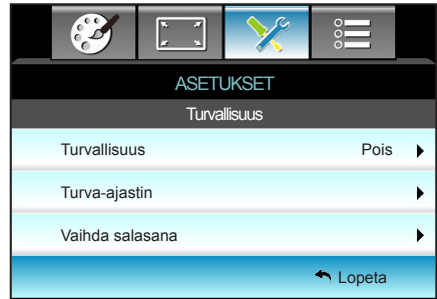 ASETUKSET
Turvallisuus
Turvallisuus Pois
Turva-ajastin
Vaihda salasana
Lopeta